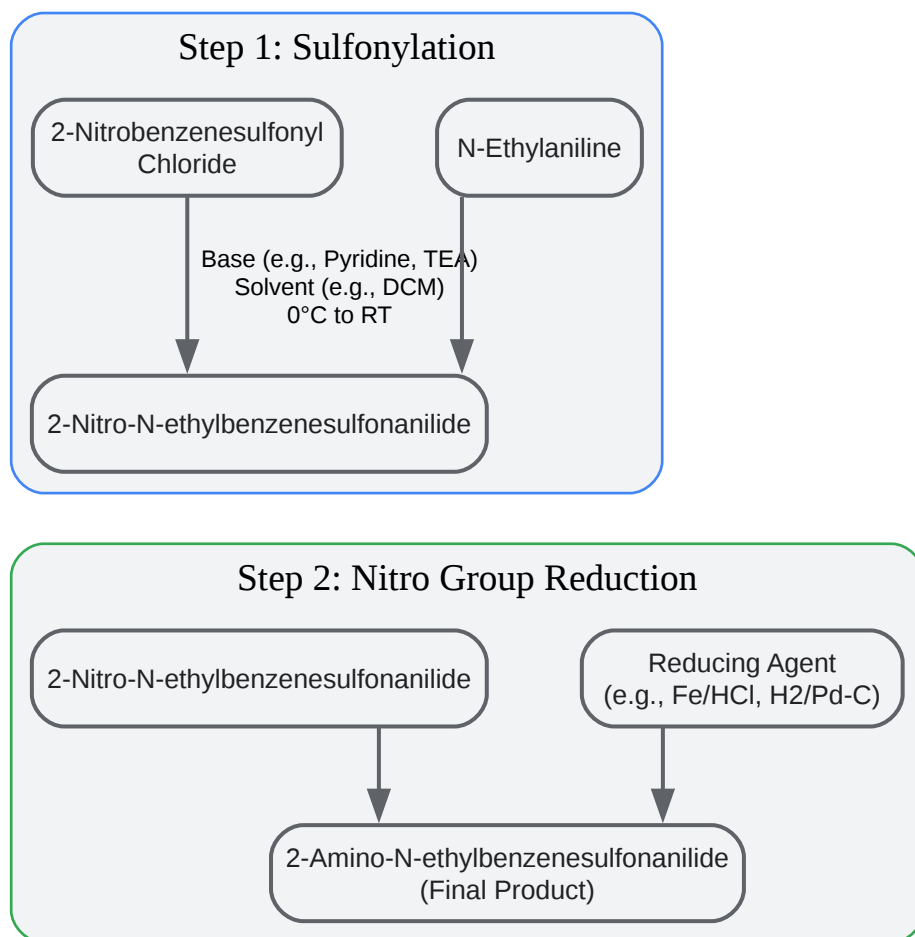 Step 1: Sulfonylation
2-Nitrobenzenesulfonyl
Chloride
N-Ethylaniline
Base (e.g., Pyridine, TEA)
Solvent (e.g., DCM)
0°C to RT
2-Nitro-N-ethylbenzenesulfonanilide
Step 2: Nitro Group Reduction
2-Nitro-N-ethylbenzenesulfonanilide
Reducing Agent
(e.g., Fe/HCl, H2/Pd-C)
2-Amino-N-ethylbenzenesulfonanilide
(Final Product)